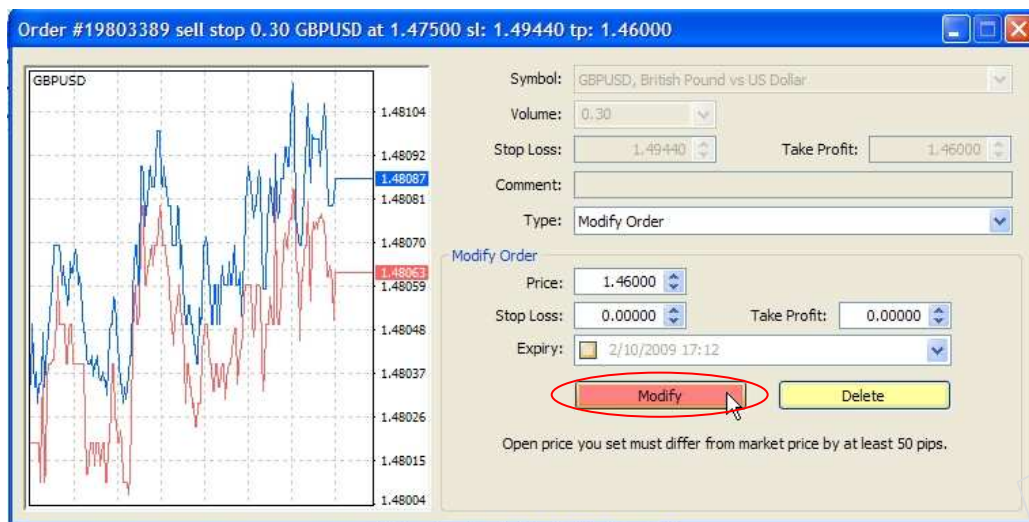 Order #19803389 sell stop 0.30 GBPUSD at 1.47500 sl: 1.49440 tp: 1.46000
GBPUSD
1.48104
1.48092
1.48087
1.48081
1.48070
1.48063
1.48059
1.48048
1.48037
1.48026
1.48015
1.48004
Symbol: GBPUSD, British Pound vs US Dollar
Volume: 0.30
Stop Loss: 1.49440 Take Profit: 1.46000
Comment:
Type: Modify Order
Modify Order
Price: 1.46000
Stop Loss: 0.00000 Take Profit: 0.00000
Expiry: 2/10/2009 17:12
Modify Delete
Open price you set must differ from market price by at least 50 pips.